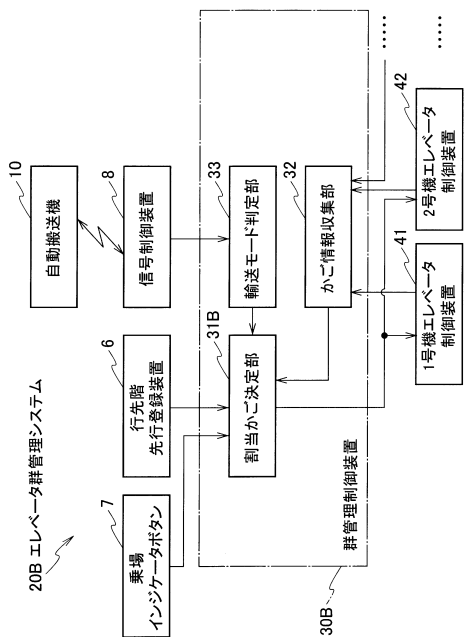 20B エレベータ群管理システム
7
乗場
インジケータボタン
6
行先階
先行登録装置
8
信号制御装置
10
自動搬送機
31B
割当かご決定部
33
輸送モード判定部
32
かご情報収集部
群管理制御装置
30B
41
1号機エレベータ
制御装置
42
2号機エレベータ
制御装置
‥‥‥
‥‥‥